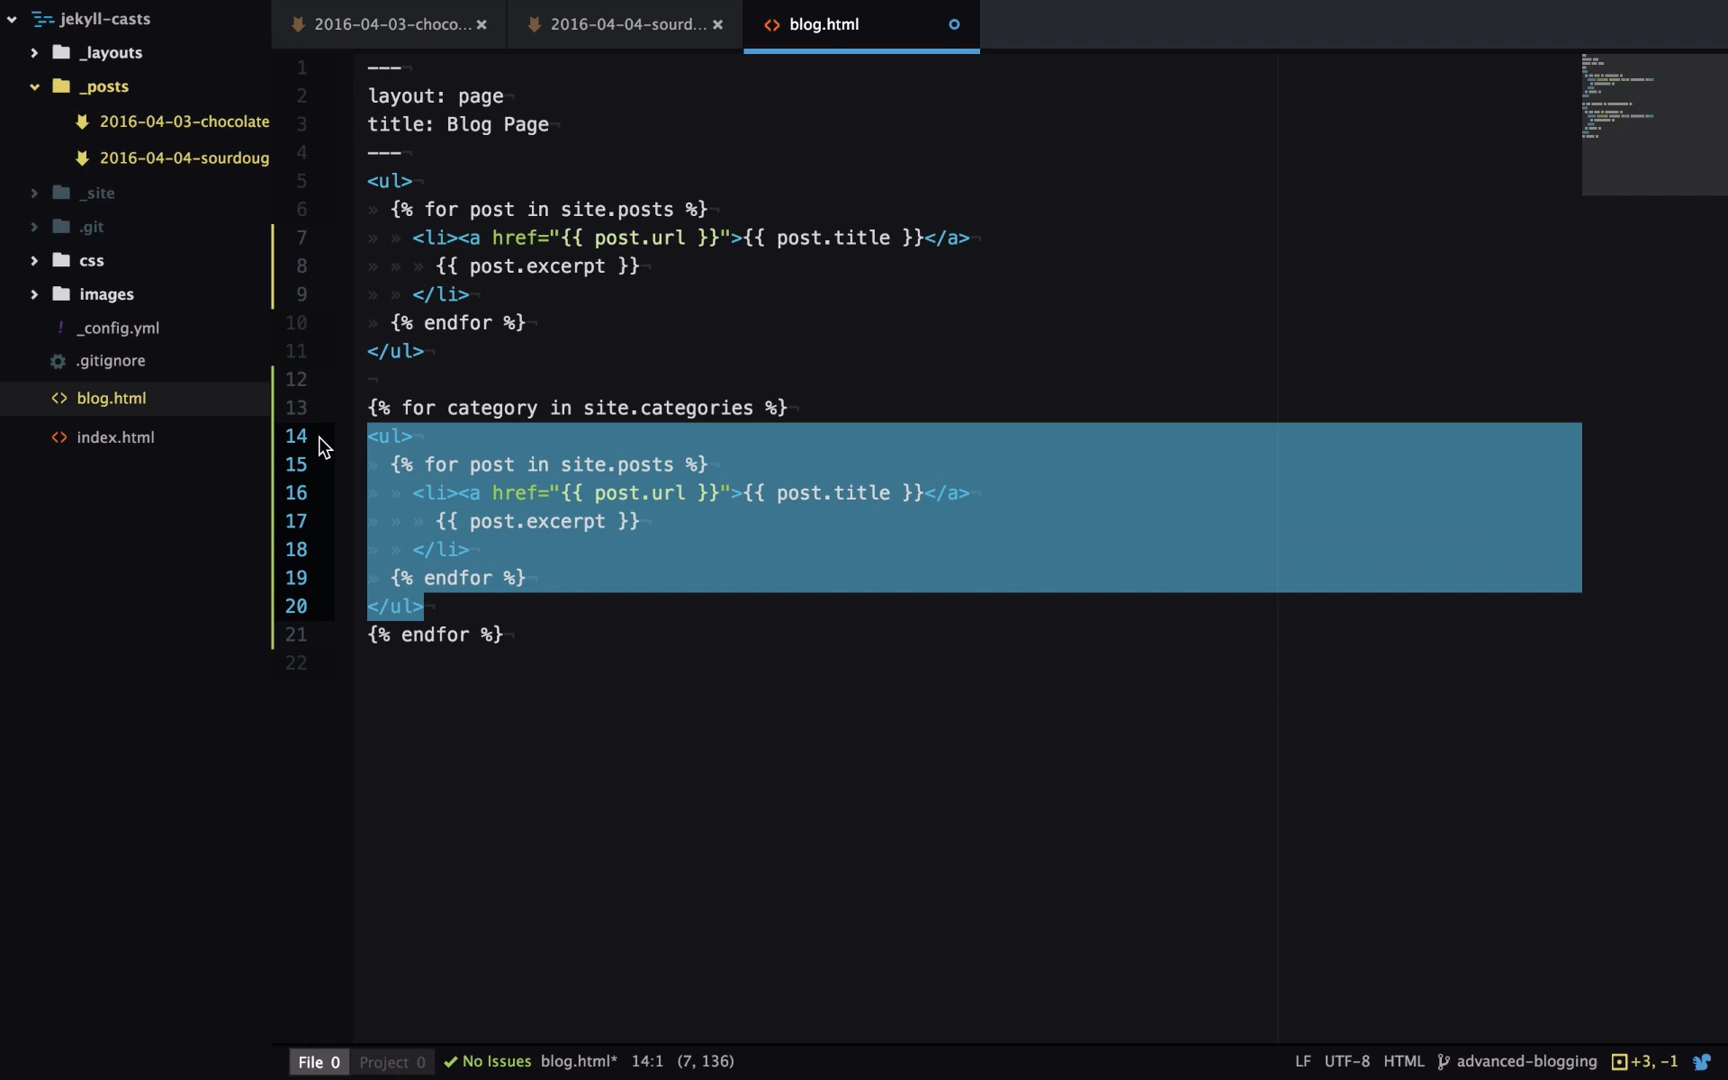 jekyll-casts
_layouts
_posts
2016-04-03-chocolate
2016-04-04-sourdoug
_site
.git
css
images
_config.yml
.gitignore
blog.html
index.html
2016-04-03-choco...
2016-04-04-sourd...
blog.html
1 ---
2 layout: page
3 title: Blog Page
4 ---
5 <ul>
6 {% for post in site.posts %}
7 <li><a href="{{ post.url }}">{{ post.title }}</a>
8 {{ post.excerpt }}
9 </li>
10 {% endfor %}
11 </ul>
12
13 {% for category in site.categories %}
14 <ul>
15 {% for post in site.posts %}
16 <li><a href="{{ post.url }}">{{ post.title }}</a>
17 {{ post.excerpt }}
18 </li>
19 {% endfor %}
20 </ul>
21 {% endfor %}
22
File 0 Project 0 No Issues blog.html* 14:1 (7, 136) LF UTF-8 HTML advanced-blogging +3, -1